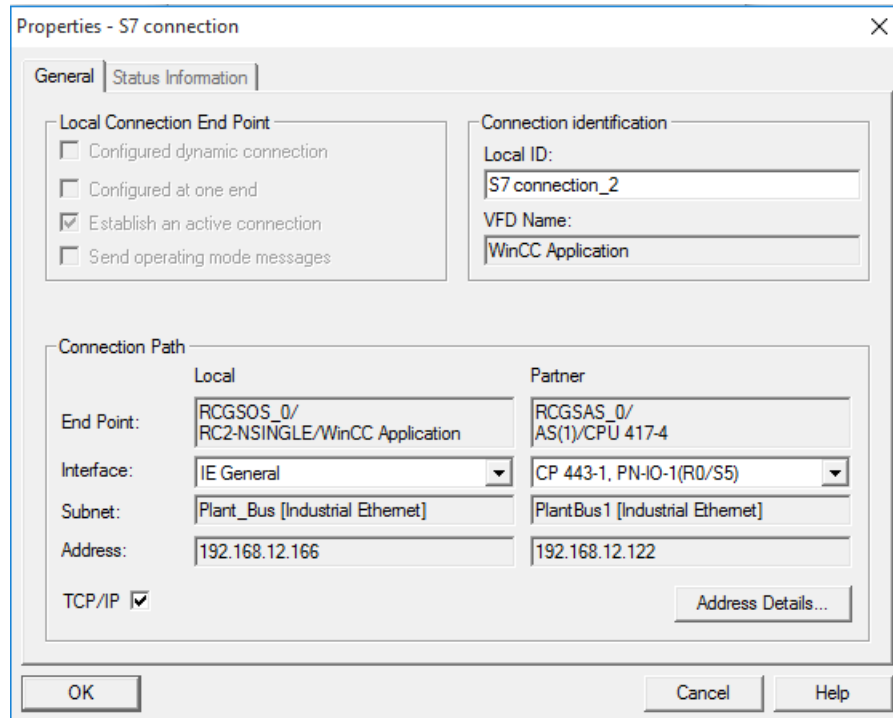 Properties - S7 connection
General
Status Information
Local Connection End Point
Configured dynamic connection
Configured at one end
Establish an active connection
Send operating mode messages
Connection identification
Local ID:
S7 connection_2
VFD Name:
WinCC Application
Connection Path
Local Partner
End Point:
RCGSOS_0/
RC2-NSINGLE/WinCC Application
RCGSAS_0/
AS(1)/CPU 417-4
Interface: IE General CP 443-1, PN-IO-1(R0/S5)
Subnet: Plant_Bus [Industrial Ethernet] PlantBus1 [Industrial Ethernet]
Address: 192.168.12.166 192.168.12.122
TCP/IP
Address Details...
OK Cancel Help